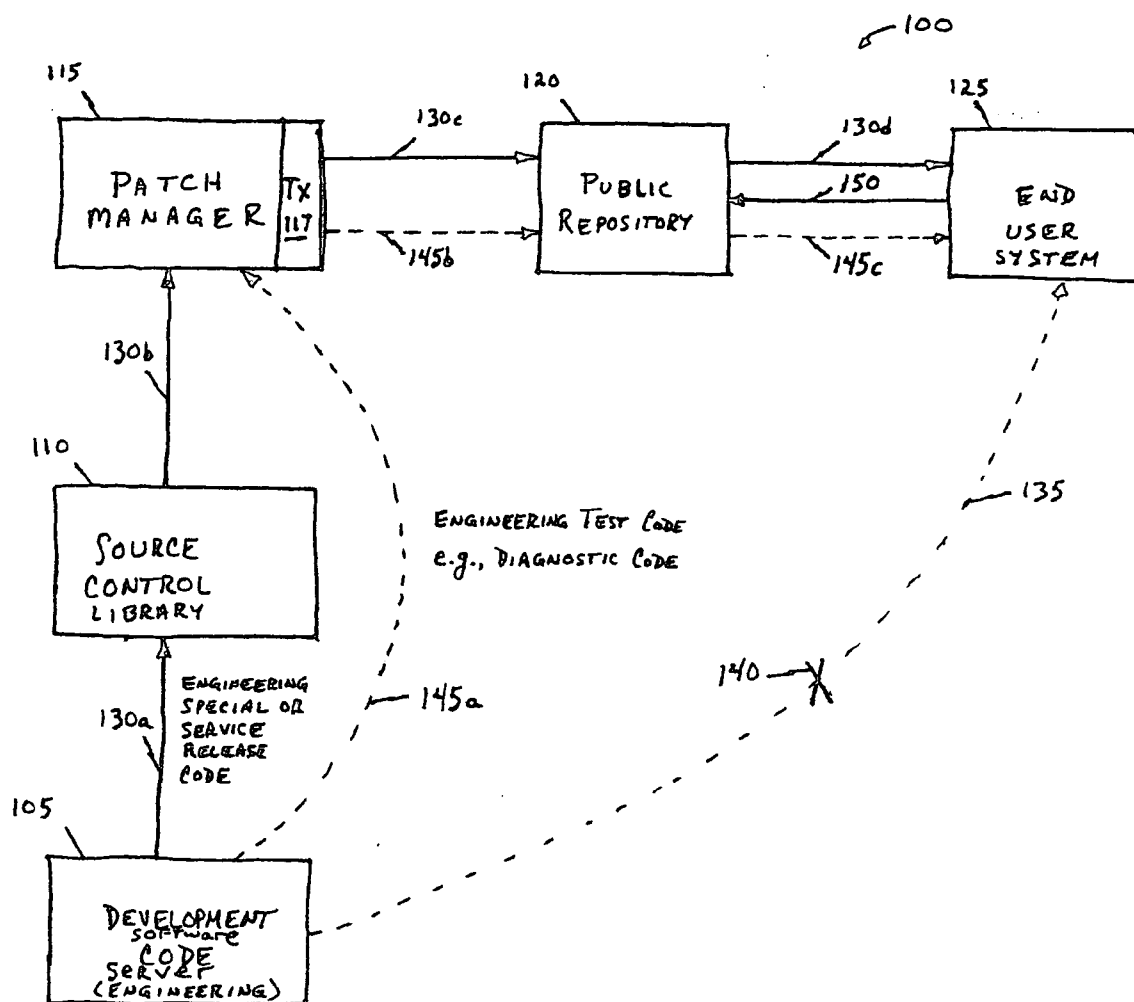 100
115
120
125
130c
130d
PATCH
MANAGER
TX
117
PUBLIC
REPOSITORY
150
END
USER
SYSTEM
145b
145c
130b
110
135
ENGINEERING TEST CODE
e.g., DIAGNOSTIC CODE
SOURCE
CONTROL
LIBRARY
140
ENGINEERING
SPECIAL OR
SERVICE
RELEASE
CODE
130a
145a
105
DEVELOPMENT
software
CODE
server
(ENGINEERING)